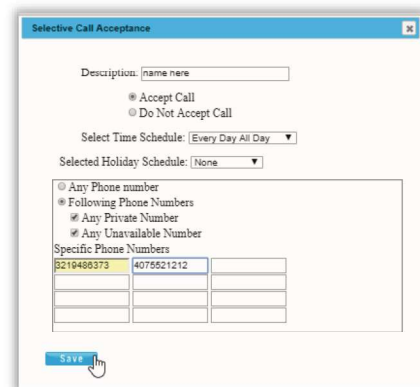 Selective Call Acceptance
Description: name here
Accept Call
Do Not Accept Call
Select Time Schedule: Every Day All Day
Selected Holiday Schedule: None
Any Phone number
Following Phone Numbers
Any Private Number
Any Unavailable Number
Specific Phone Numbers
3219486373 4075521212
Save